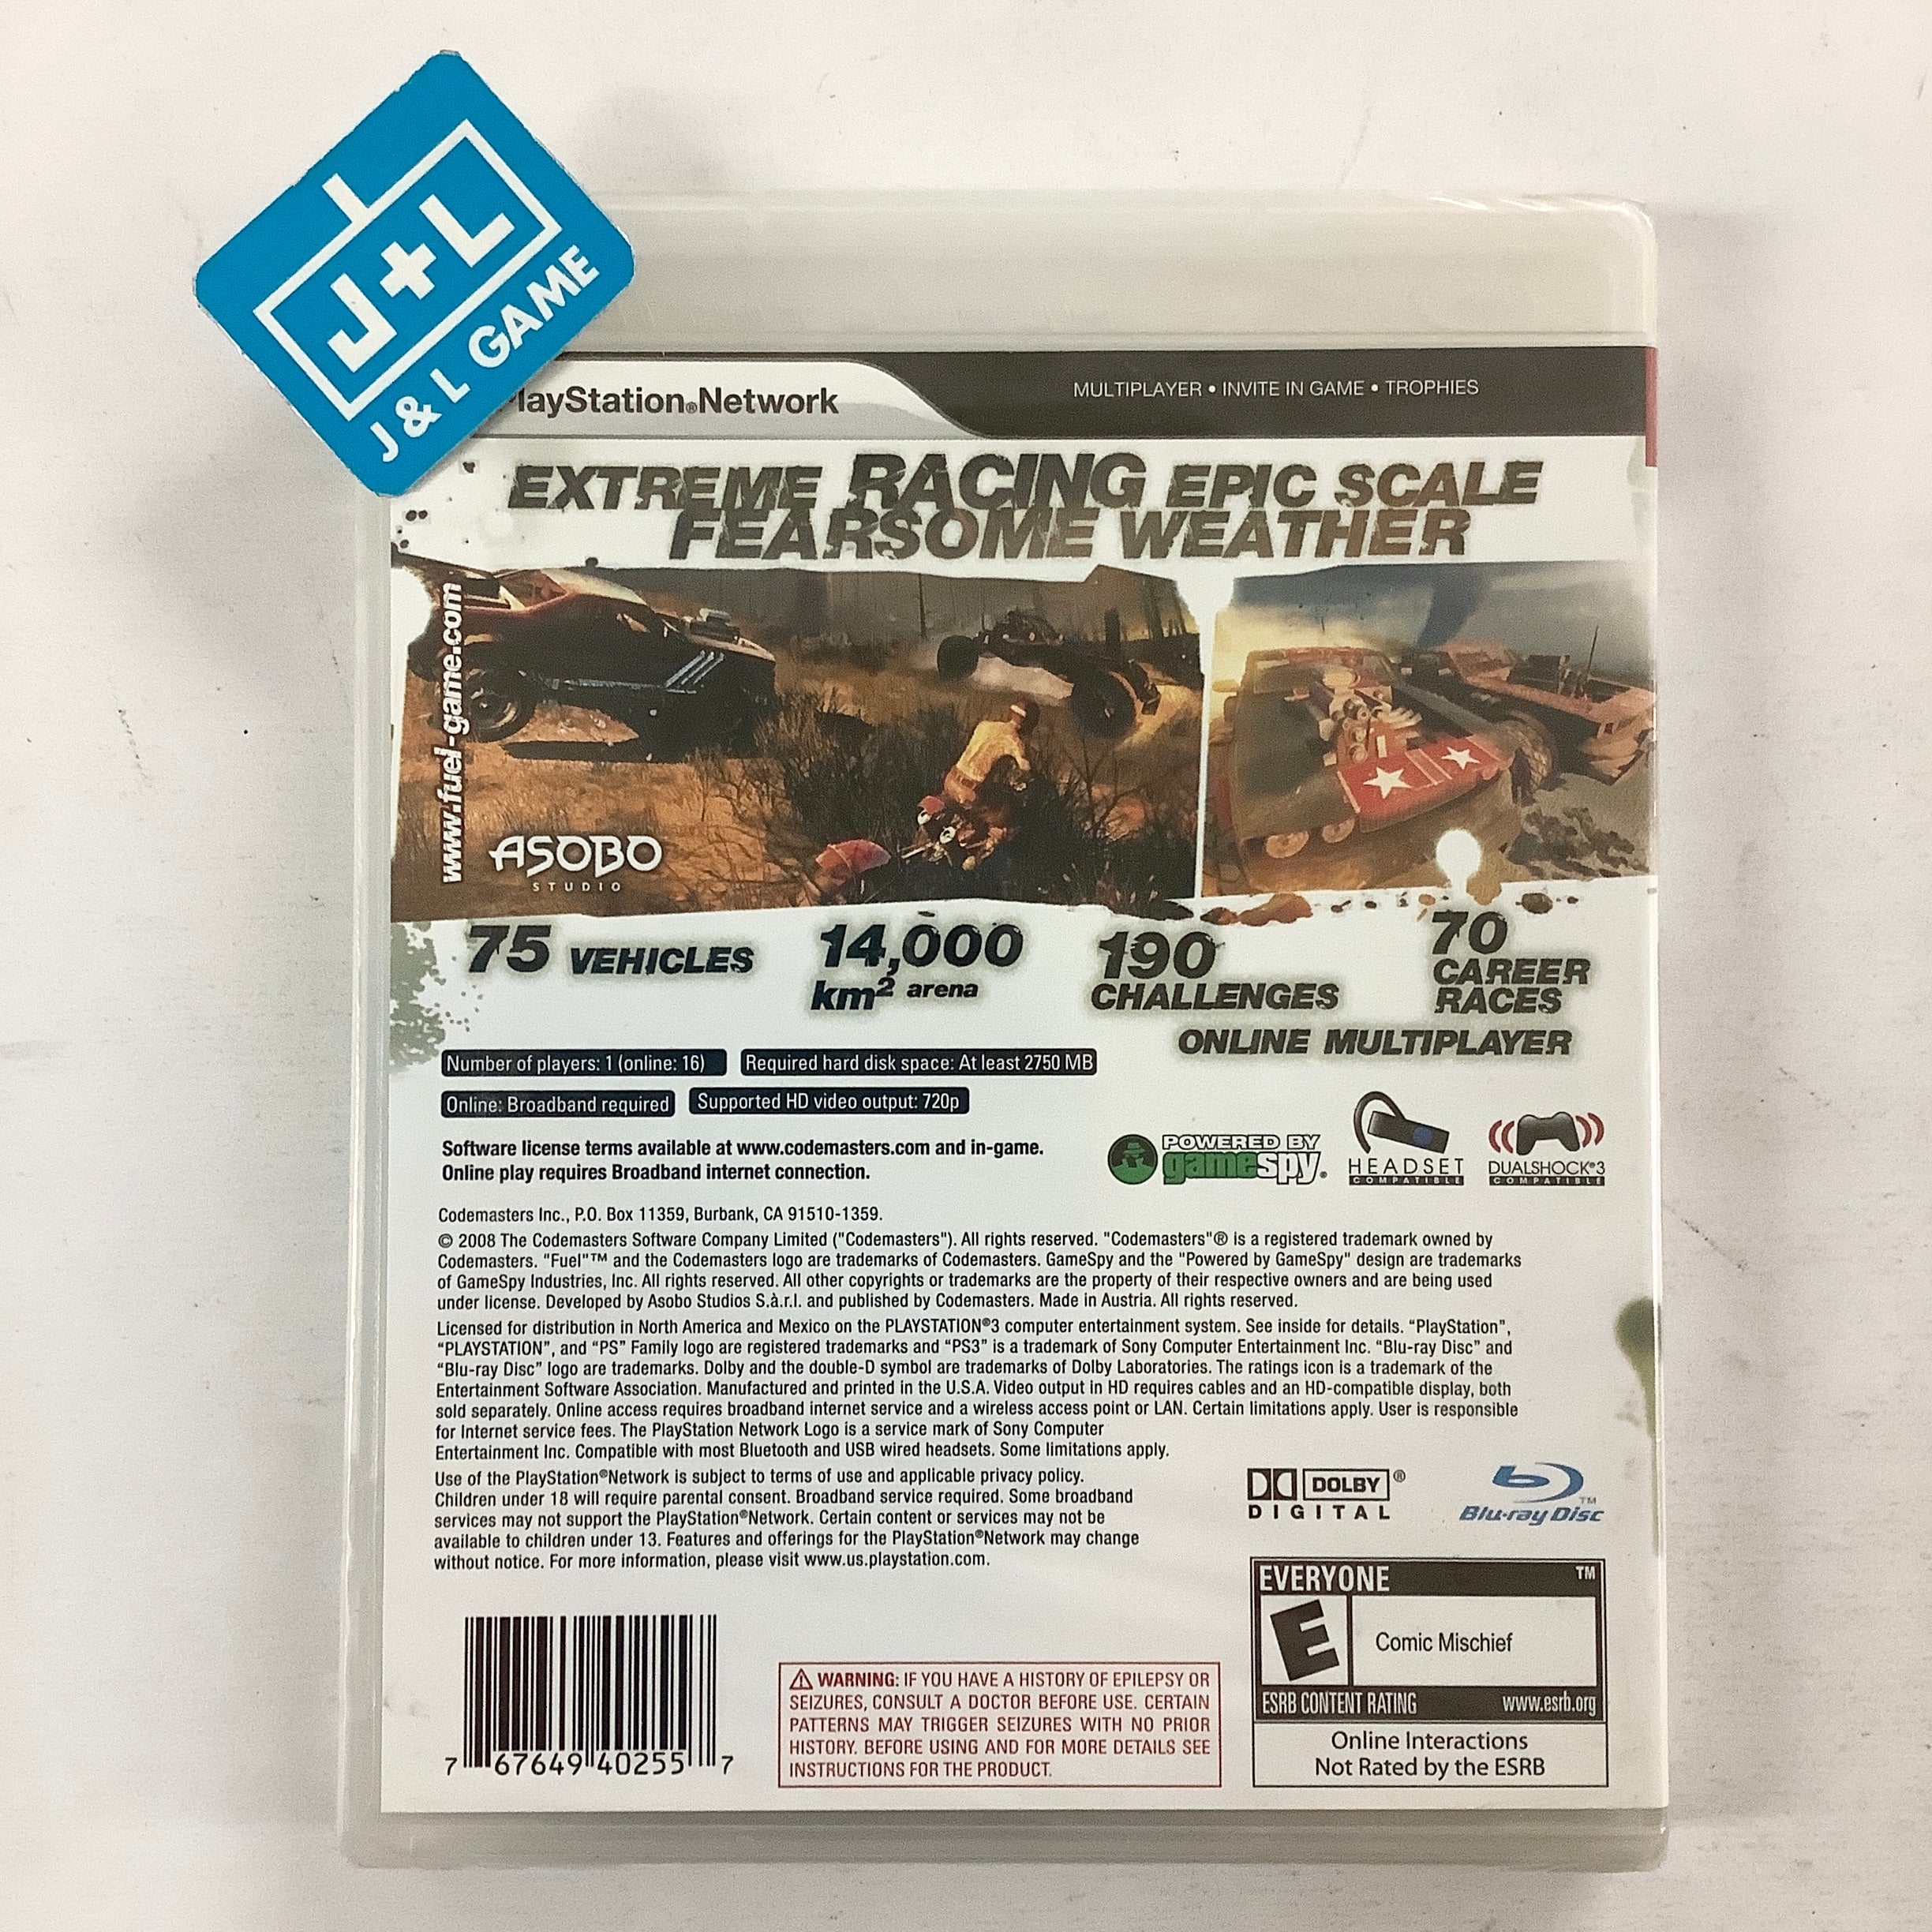 J+L
J & L GAME
PlayStation®Network
MULTIPLAYER • INVITE IN GAME • TROPHIES
EXTREME RACING EPIC SCALE
FEARSOME WEATHER
www.fuel-game.com
ASOBO
STUDIO
75 VEHICLES
14,000
km² arena
190
CHALLENGES
70
CAREER
RACES
ONLINE MULTIPLAYER
Number of players: 1 (online: 16)
Required hard disk space: At least 2750 MB
Online: Broadband required
Supported HD video output: 720p
Software license terms available at www.codemasters.com and in-game.
Online play requires Broadband internet connection.
POWERED BY
gamespy®
HEADSET
COMPATIBLE
DUALSHOCK®3
COMPATIBLE
Codemasters Inc., P.O. Box 11359, Burbank, CA 91510-1359.
© 2008 The Codemasters Software Company Limited ("Codemasters"). All rights reserved. "Codemasters"® is a registered trademark owned by
Codemasters. "Fuel"™ and the Codemasters logo are trademarks of Codemasters. GameSpy and the "Powered by GameSpy" design are trademarks
of GameSpy Industries, Inc. All rights reserved. All other copyrights or trademarks are the property of their respective owners and are being used
under license. Developed by Asobo Studios S.à.r.l. and published by Codemasters. Made in Austria. All rights reserved.
Licensed for distribution in North America and Mexico on the PLAYSTATION®3 computer entertainment system. See inside for details. “PlayStation”,
“PLAYSTATION”, and “PS” Family logo are registered trademarks and “PS3” is a trademark of Sony Computer Entertainment Inc. “Blu-ray Disc” and
“Blu-ray Disc” logo are trademarks. Dolby and the double-D symbol are trademarks of Dolby Laboratories. The ratings icon is a trademark of the
Entertainment Software Association. Manufactured and printed in the U.S.A. Video output in HD requires cables and an HD-compatible display, both
sold separately. Online access requires broadband internet service and a wireless access point or LAN. Certain limitations apply. User is responsible
for Internet service fees. The PlayStation Network Logo is a service mark of Sony Computer
Entertainment Inc. Compatible with most Bluetooth and USB wired headsets. Some limitations apply.
Use of the PlayStation®Network is subject to terms of use and applicable privacy policy.
Children under 18 will require parental consent. Broadband service required. Some broadband
services may not support the PlayStation®Network. Certain content or services may not be
available to children under 13. Features and offerings for the PlayStation®Network may change
without notice. For more information, please visit www.us.playstation.com.
DOLBY®
DIGITAL
Blu-ray Disc™
EVERYONE ™
E
Comic Mischief
ESRB CONTENT RATING www.esrb.org
Online Interactions
Not Rated by the ESRB
WARNING: IF YOU HAVE A HISTORY OF EPILEPSY OR
SEIZURES, CONSULT A DOCTOR BEFORE USE. CERTAIN
PATTERNS MAY TRIGGER SEIZURES WITH NO PRIOR
HISTORY. BEFORE USING AND FOR MORE DETAILS SEE
INSTRUCTIONS FOR THE PRODUCT.
7 67649 40255 7